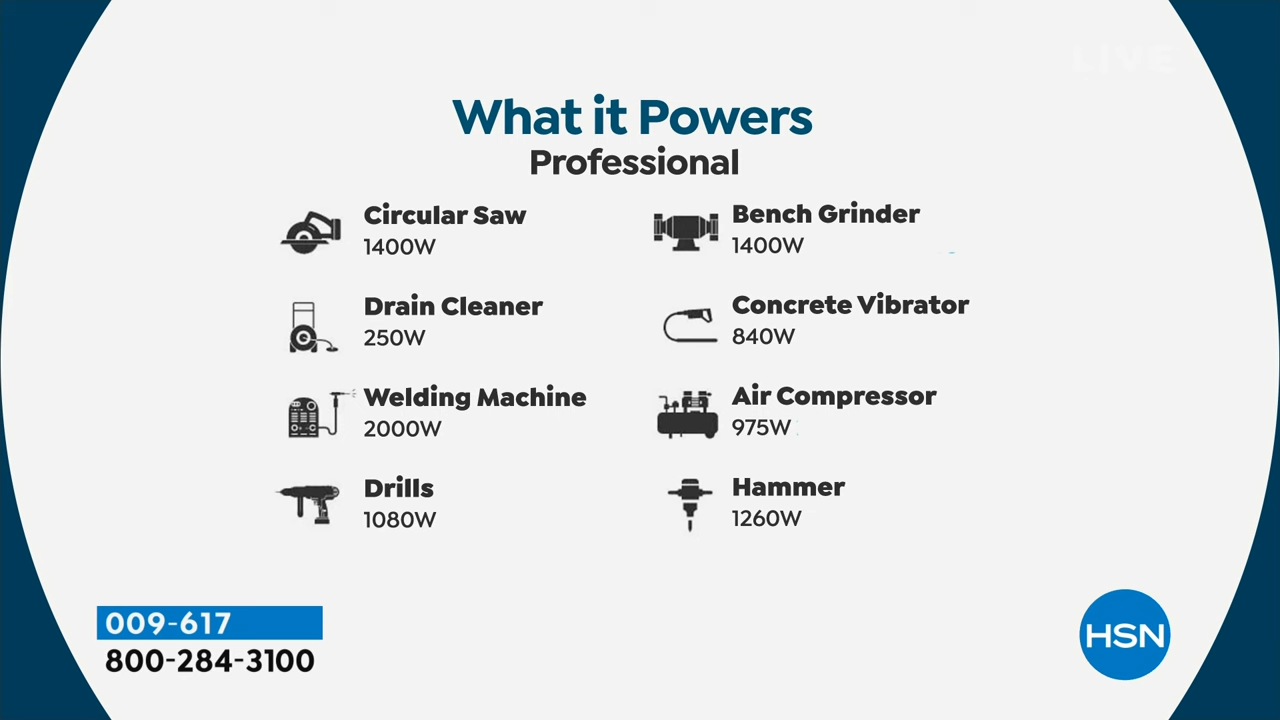 LIVE
What it Powers
Professional
Circular Saw
1400W
Bench Grinder
1400W
Drain Cleaner
250W
Concrete Vibrator
840W
Welding Machine
2000W
Air Compressor
975W
Drills
1080W
Hammer
1260W
009-617
800-284-3100
HSN